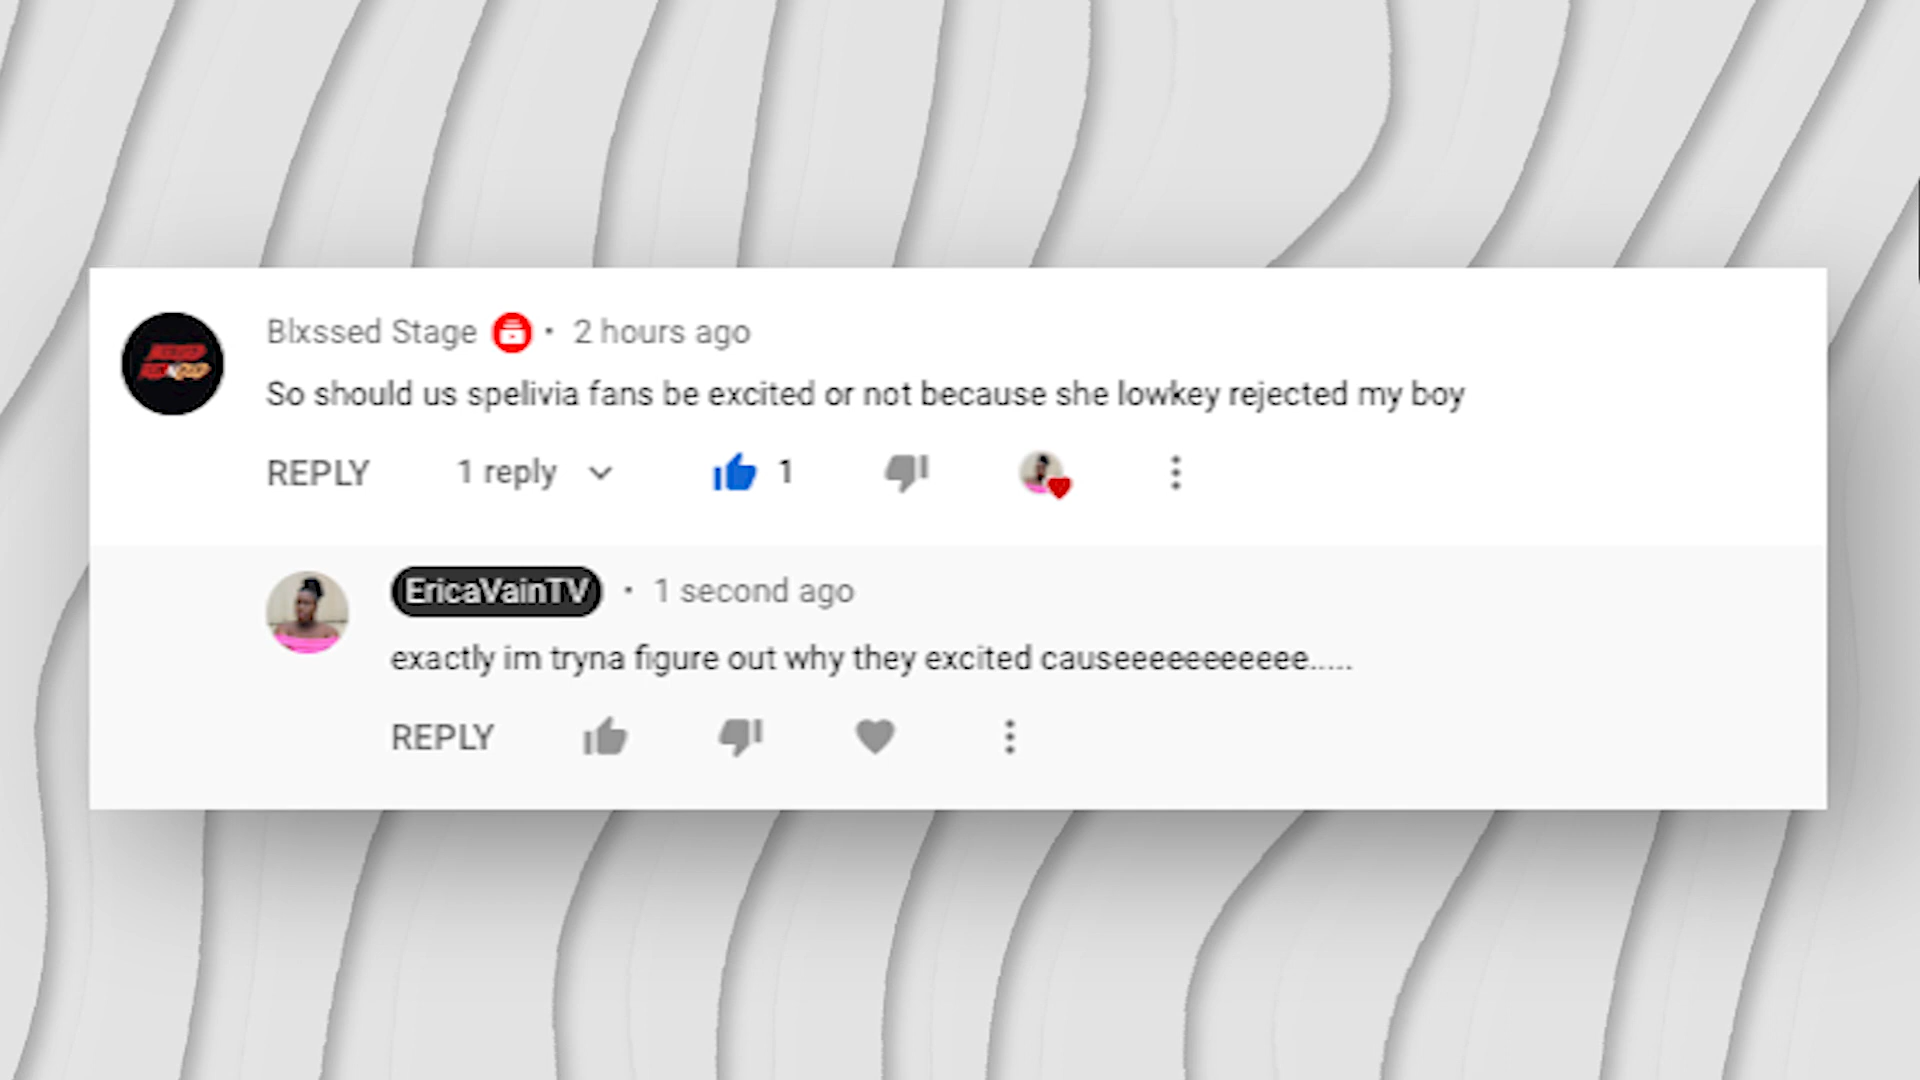 Blxssed Stage • 2 hours ago
So should us spelivia fans be excited or not because she lowkey rejected my boy
REPLY 1 reply 1
EricaVainTV • 1 second ago
exactly im tryna figure out why they excited causeeeeeeeeeee.....
REPLY